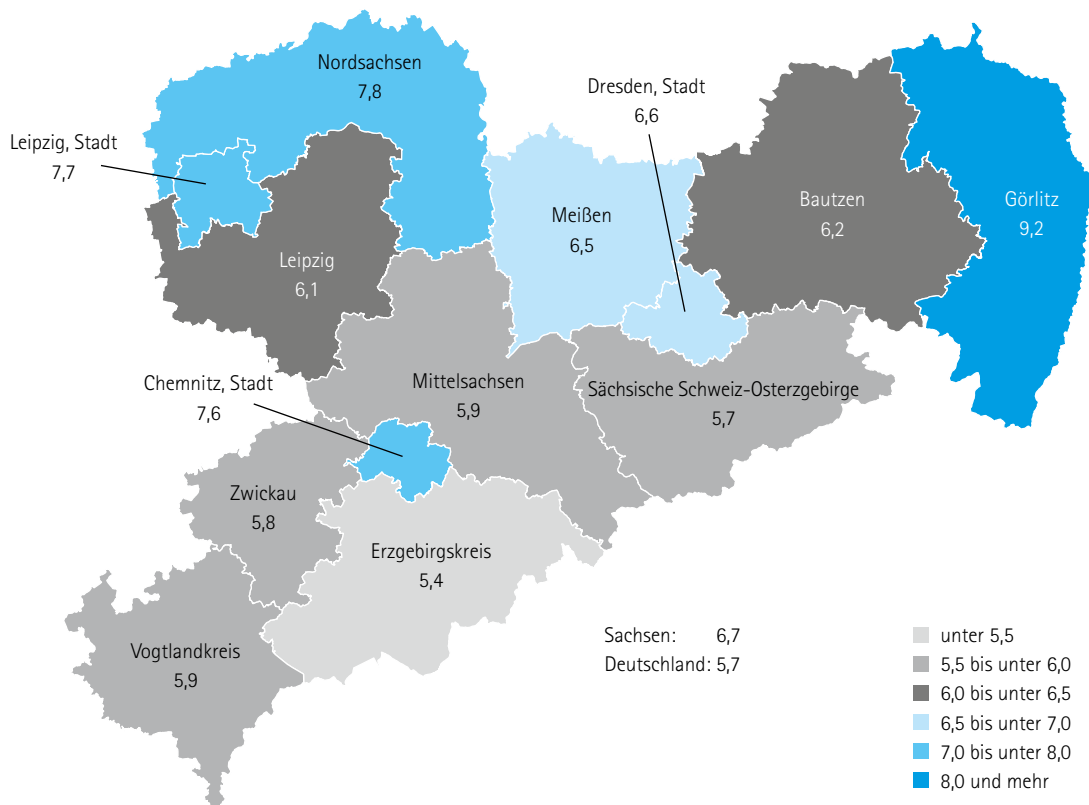 Nordsachsen
7,8
Dresden, Stadt
6,6
Leipzig, Stadt
7,7
Bautzen
6,2
Görlitz
9,2
Meißen
6,5
Leipzig
6,1
Chemnitz, Stadt
7,6
Mittelsachsen
5,9
Sächsische Schweiz-Osterzgebirge
5,7
Zwickau
5,8
Erzgebirgskreis
5,4
Vogtlandkreis
5,9
Sachsen: 6,7
Deutschland: 5,7
unter 5,5
5,5 bis unter 6,0
6,0 bis unter 6,5
6,5 bis unter 7,0
7,0 bis unter 8,0
8,0 und mehr